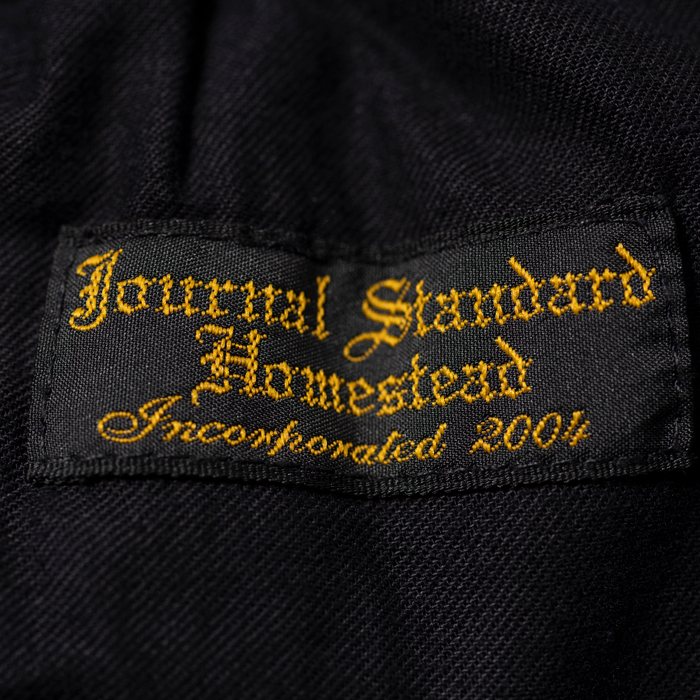 Journal Standard
Homestead
Incorporated 2004